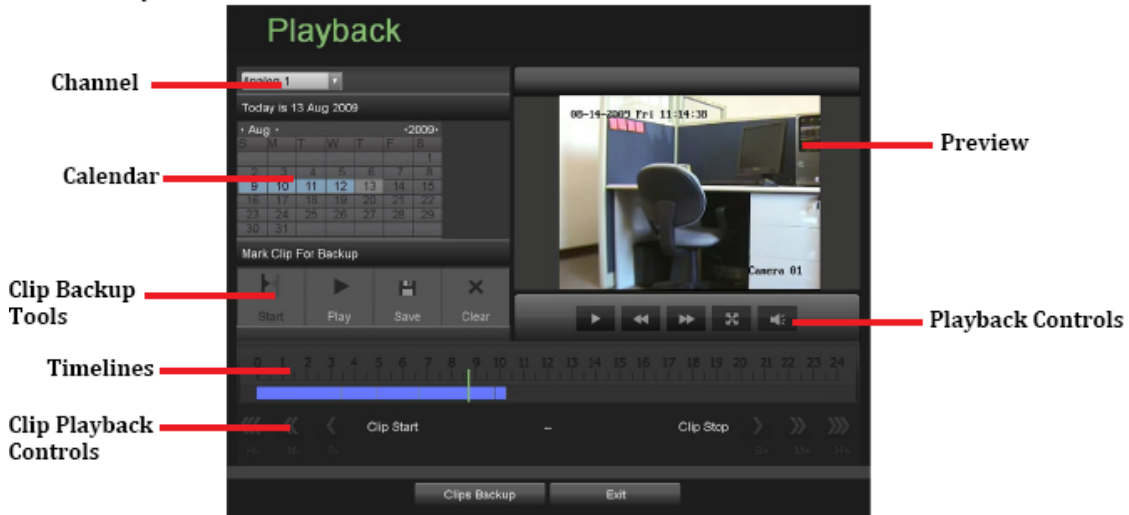 Playback
Channel
Analog 1
Today is 13 Aug 2009
Aug 2009
S M T W T F S
1
2 3 4 5 6 7 8
Calendar
9 10 11 12 13 14 15
16 17 18 19 20 21 22
23 24 25 26 27 28 29
30 31
Mark Clip For Backup
Clip Backup
Tools
Start Play Save Clear
08-14-2009 Fri 11:14:38
Preview
Camera 01
Playback Controls
Timelines
0 1 2 3 4 5 6 7 8 9 10 11 12 13 14 15 16 17 18 19 20 21 22 23 24
Clip Playback
Controls
Clip Start -- Clip Stop
H- M- S- S+ M+ H+
Clips Backup Exit